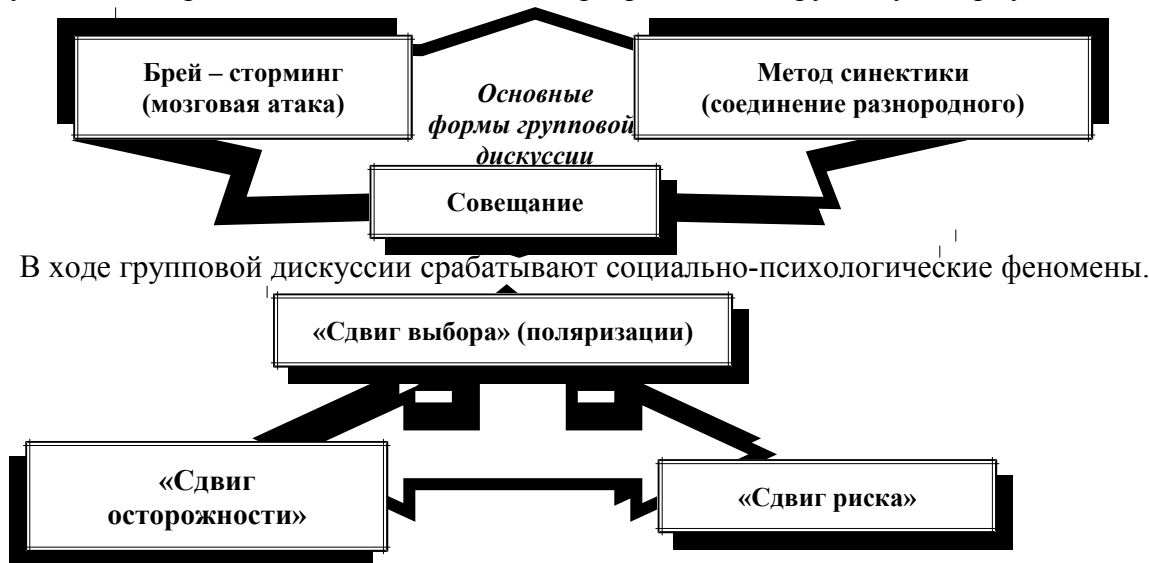 Брей – сторминг
(мозговая атака)
Метод синектики
(соединение разнородного)
Основные
формы групповой
дискуссии
Совещание
В ходе групповой дискуссии срабатывают социально-психологические феномены.
«Сдвиг выбора» (поляризации)
«Сдвиг
осторожности»
«Сдвиг риска»